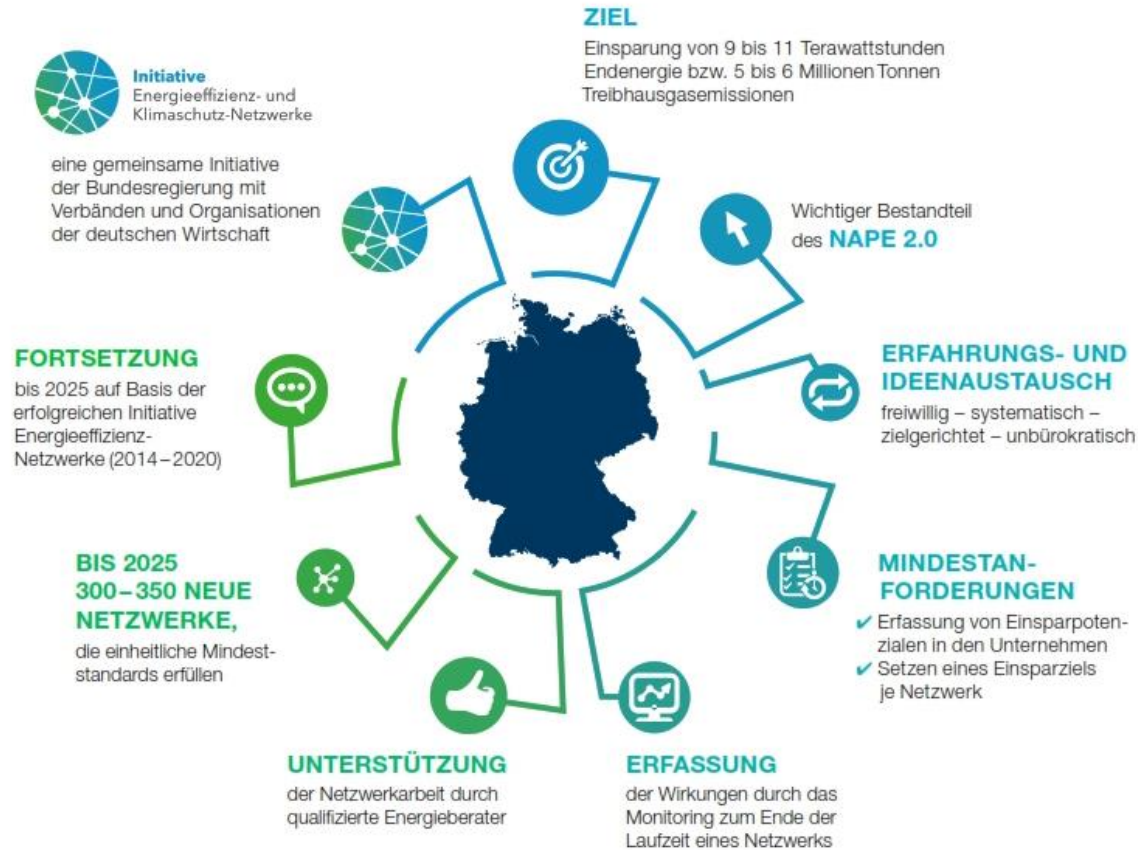 Initiative
Energieeffizienz- und
Klimaschutz-Netzwerke
eine gemeinsame Initiative
der Bundesregierung mit
Verbänden und Organisationen
der deutschen Wirtschaft
ZIEL
Einsparung von 9 bis 11 Terawattstunden
Endenergie bzw. 5 bis 6 Millionen Tonnen
Treibhausgasemissionen
Wichtiger Bestandteil
des NAPE 2.0
ERFAHRUNGS- UND
IDEENAUSTAUSCH
freiwillig – systematisch –
zielgerichtet – unbürokratisch
MINDESTAN-
FORDERUNGEN
✔ Erfassung von Einsparpoten-
zialen in den Unternehmen
✔ Setzen eines Einsparziels
je Netzwerk
ERFASSUNG
der Wirkungen durch das
Monitoring zum Ende der
Laufzeit eines Netzwerks
UNTERSTÜTZUNG
der Netzwerkarbeit durch
qualifizierte Energieberater
BIS 2025
300–350 NEUE
NETZWERKE,
die einheitliche Mindest-
standards erfüllen
FORTSETZUNG
bis 2025 auf Basis der
erfolgreichen Initiative
Energieeffizienz-
Netzwerke (2014–2020)